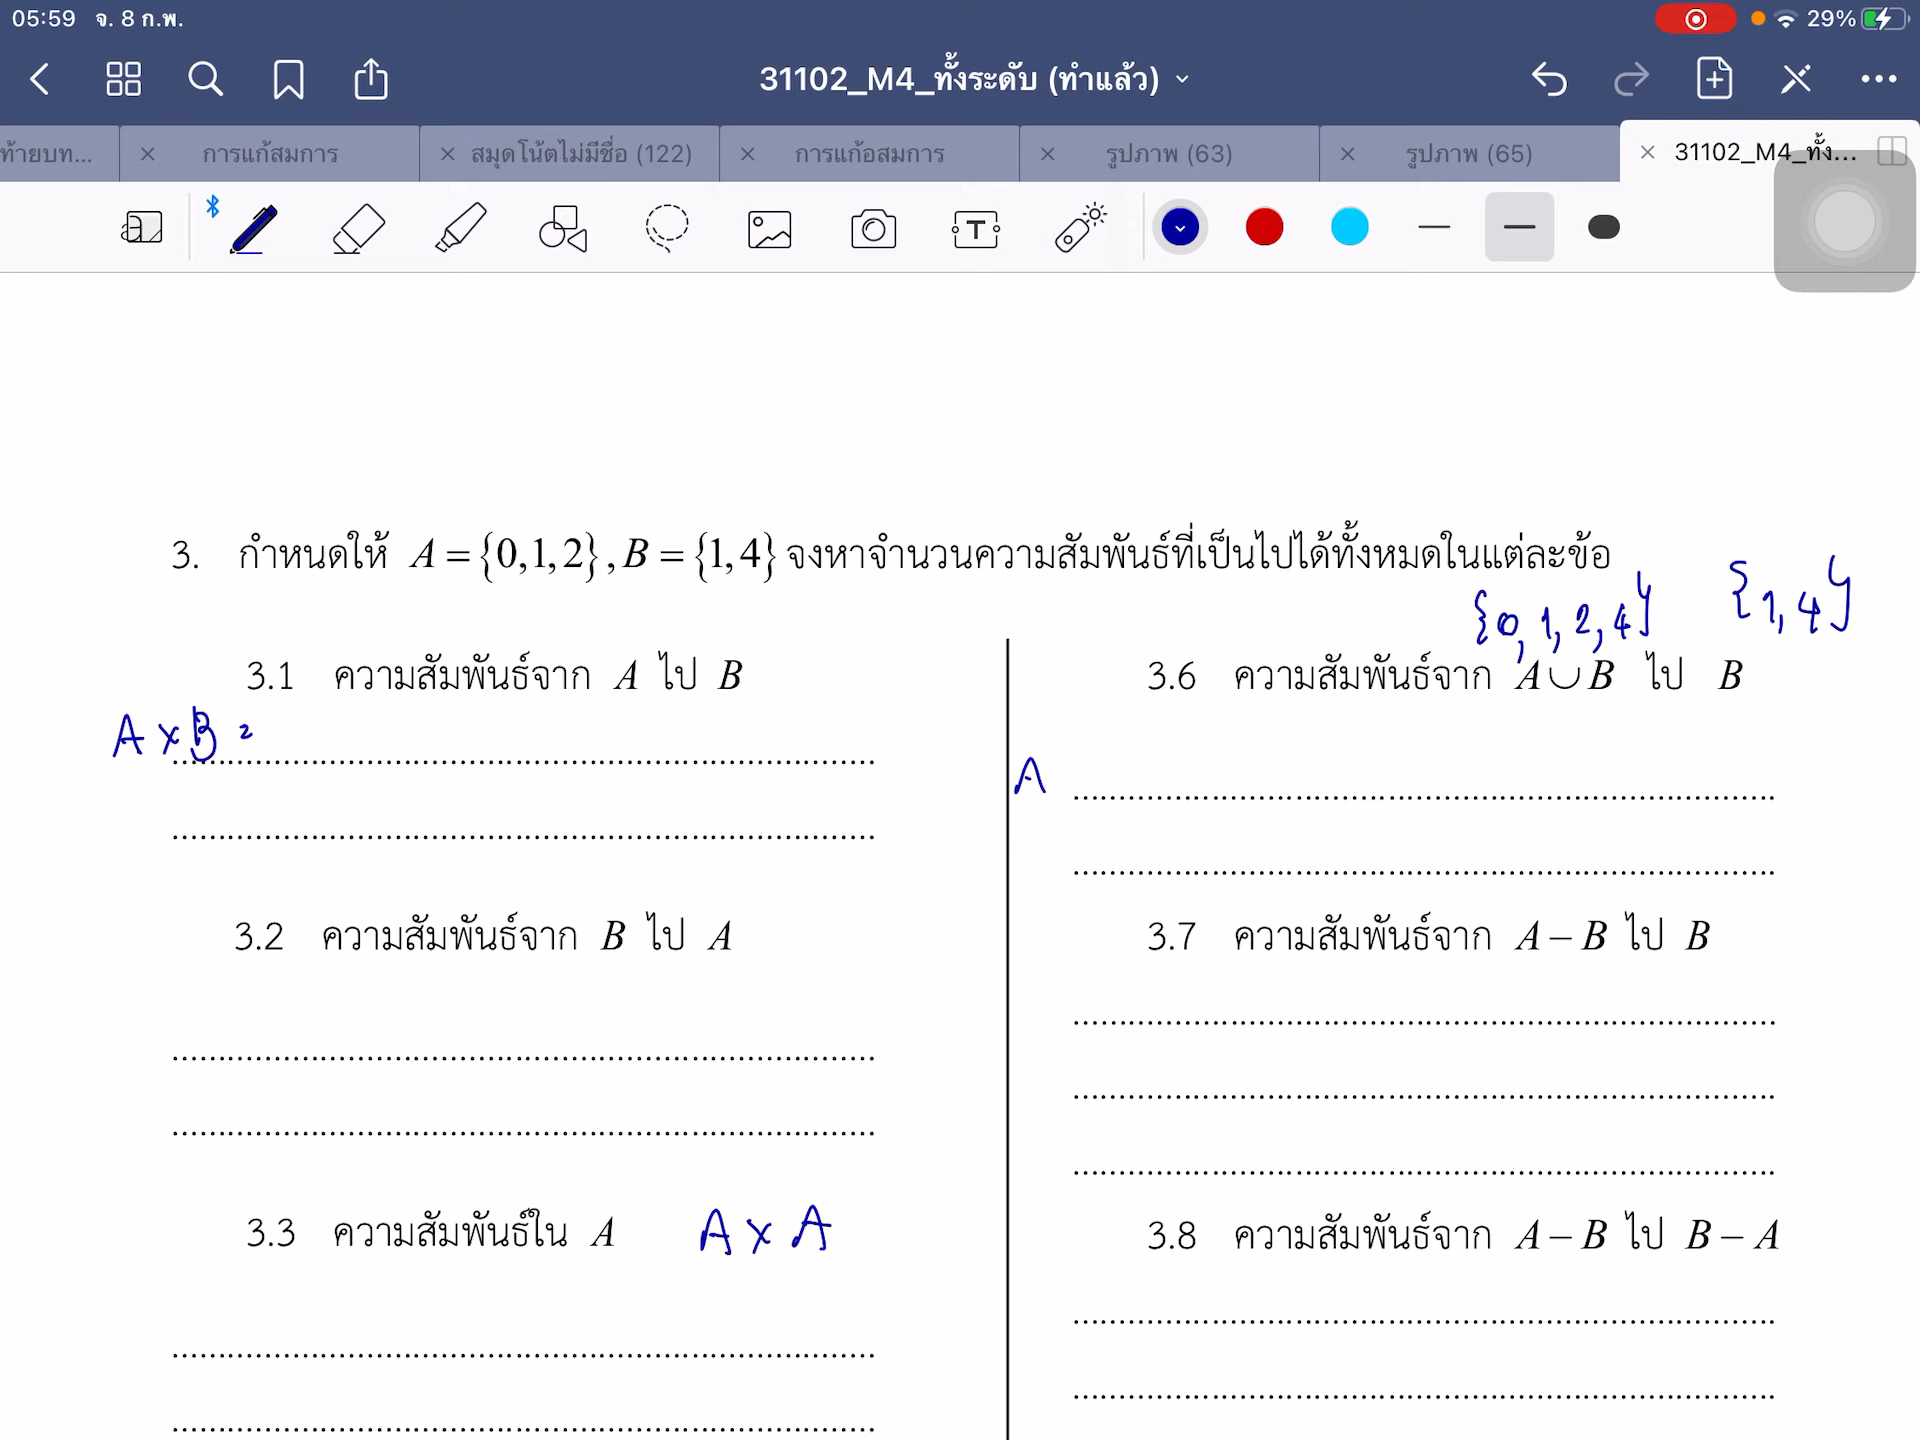 05:59 จ. 8 ก.พ.
29%
31102_M4_ทั้งระดับ (ทำแล้ว)
ท้ายบท...
การแก้สมการ
สมุดโน้ตไม่มีชื่อ (122)
การแก้อสมการ
รูปภาพ (63)
รูปภาพ (65)
31102_M4_ทั้ง...
3. กำหนดให้ A = {0,1,2}, B = {1,4} จงหาจำนวนความสัมพันธ์ที่เป็นไปได้ทั้งหมดในแต่ละข้อ
{0,1,2,4} {1,4}
3.1 ความสัมพันธ์จาก A ไป B
A × B =
3.2 ความสัมพันธ์จาก B ไป A
3.3 ความสัมพันธ์ใน A A × A
3.6 ความสัมพันธ์จาก A ∪ B ไป B
A
3.7 ความสัมพันธ์จาก A − B ไป B
3.8 ความสัมพันธ์จาก A − B ไป B − A